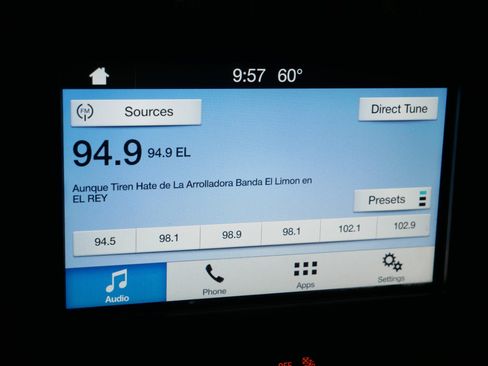 9:57 60°
FM Sources
Direct Tune
94.9 94.9 EL
Aunque Tiren Hate de La Arrolladora Banda El Limon en
EL REY
Presets
94.5 98.1 98.9 98.1 102.1 102.9
Audio Phone Apps Settings
OFF